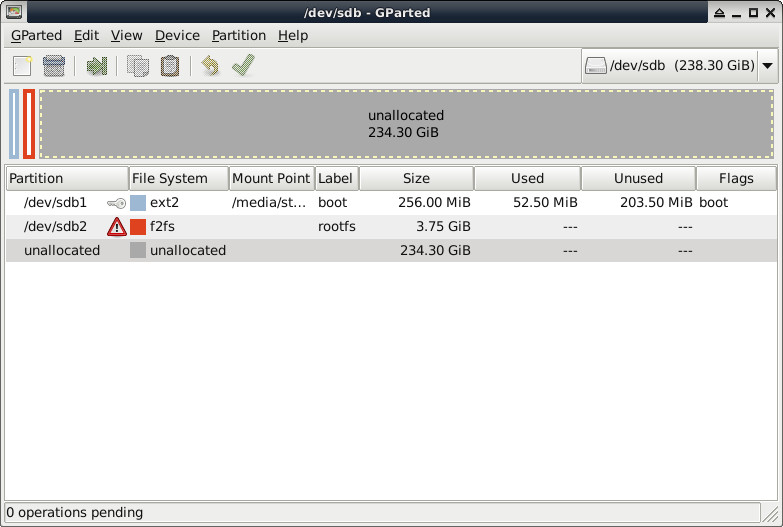 /dev/sdb - GParted
GParted Edit View Device Partition Help
/dev/sdb (238.30 GiB)
unallocated
234.30 GiB
Partition File System Mount Point Label Size Used Unused Flags
/dev/sdb1 ext2 /media/st... boot 256.00 MiB 52.50 MiB 203.50 MiB boot
/dev/sdb2 f2fs rootfs 3.75 GiB --- ---
unallocated unallocated 234.30 GiB --- ---
0 operations pending